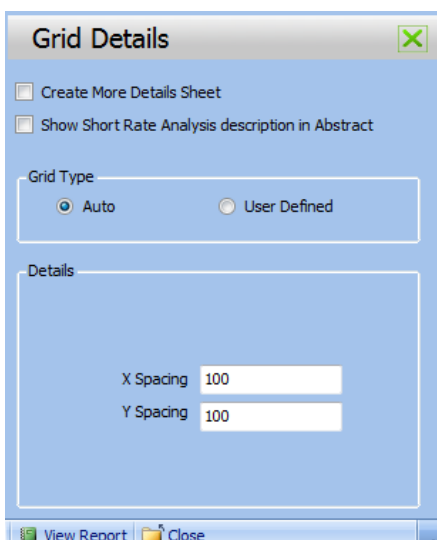 Grid Details
Create More Details Sheet
Show Short Rate Analysis description in Abstract
Grid Type
Auto User Defined
Details
X Spacing 100
Y Spacing 100
View Report Close